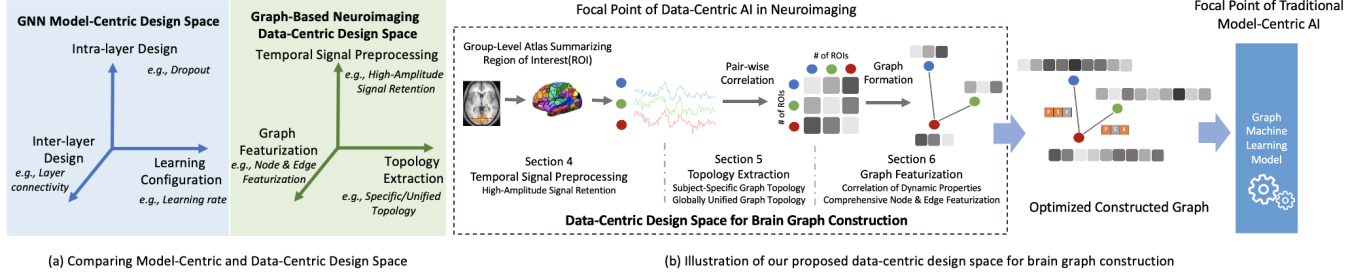 GNN Model-Centric Design Space
Intra-layer Design
e.g., Dropout
Inter-layer
Design
e.g., Layer
connectivity
Learning
Configuration
e.g., Learning rate
Graph-Based Neuroimaging
Data-Centric Design Space
Temporal Signal Preprocessing
e.g., High-Amplitude
Signal Retention
Graph
Featurization
e.g., Node & Edge
Featurization
Topology
Extraction
e.g., Specific/Unified
Topology
(a) Comparing Model-Centric and Data-Centric Design Space
Focal Point of Data-Centric AI in Neuroimaging
Group-Level Atlas Summarizing
Region of Interest(ROI)
Pair-wise
Correlation
# of ROIs
# of ROIs
Graph
Formation
Section 4
Temporal Signal Preprocessing
High-Amplitude Signal Retention
Section 5
Topology Extraction
Subject-Specific Graph Topology
Globally Unified Graph Topology
Section 6
Graph Featurization
Correlation of Dynamic Properties
Comprehensive Node & Edge Featurization
Data-Centric Design Space for Brain Graph Construction
Optimized Constructed Graph
Focal Point of Traditional
Model-Centric AI
Graph
Machine
Learning
Model
(b) Illustration of our proposed data-centric design space for brain graph construction